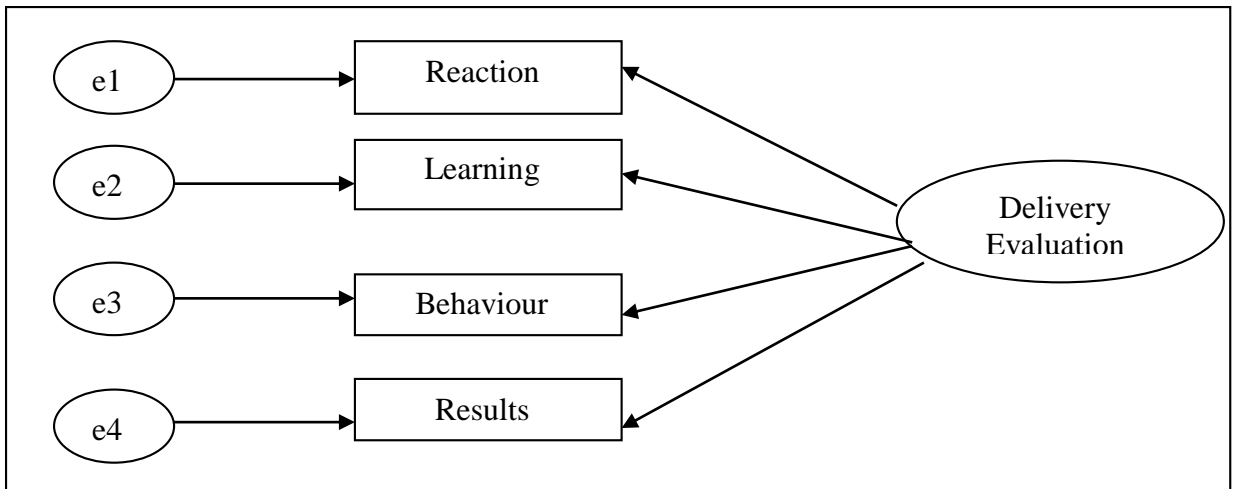 e1
Reaction
e2
Learning
Delivery
Evaluation
e3
Behaviour
e4
Results